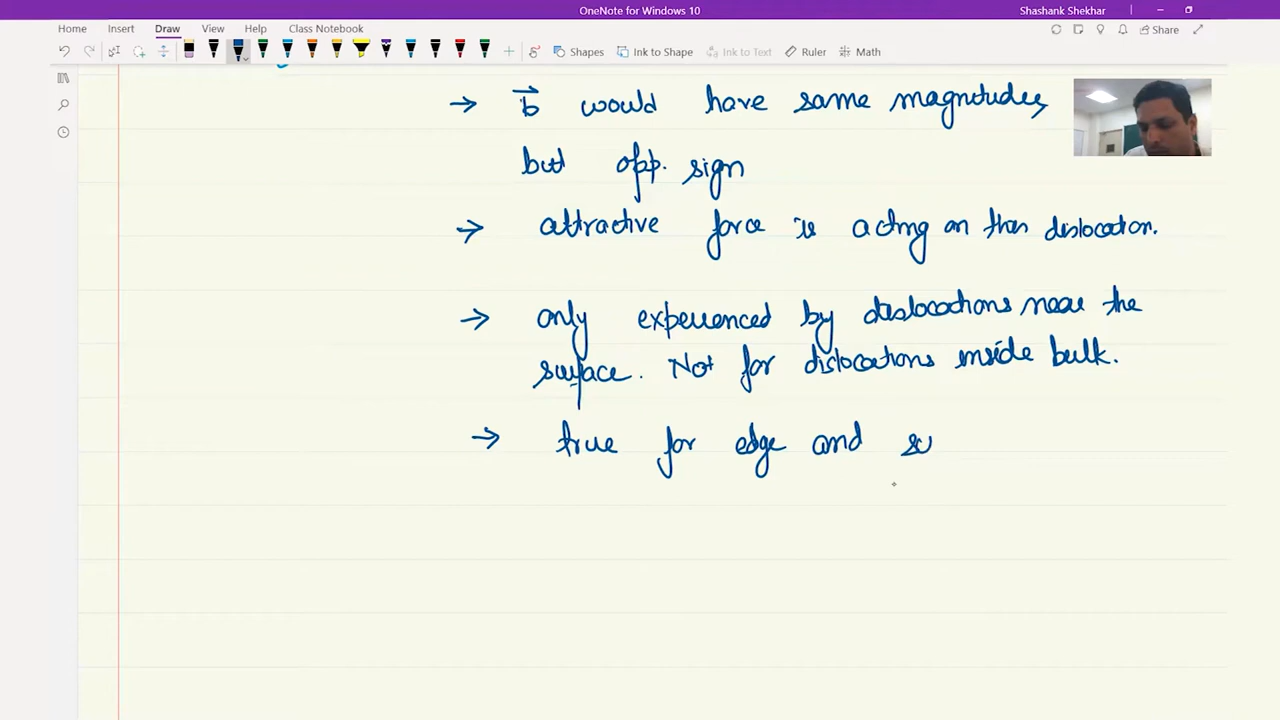 OneNote for Windows 10
Shashank Shekhar
Home Insert Draw View Help Class Notebook
Share
Shapes Ink to Shape Ink to Text Ruler Math
→ b⃗ would have same magnitudes,
but opp. sign
→ attractive force is acting on this dislocation.
→ only experienced by dislocations near the
surface. Not for dislocations inside bulk.
→ true for edge and sc